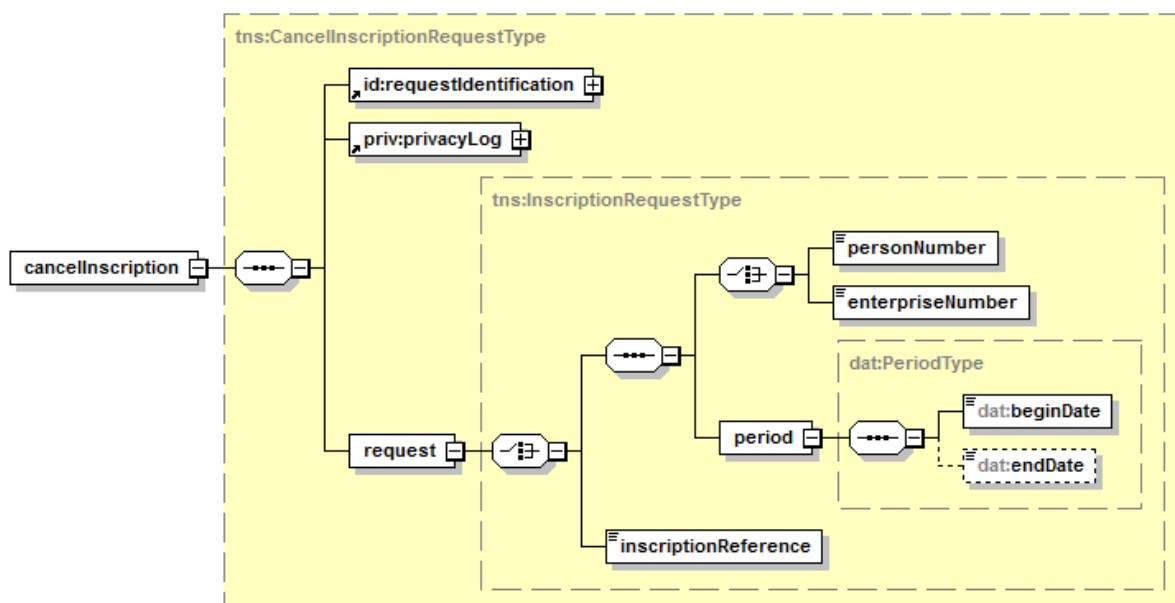 tns:CancelInscriptionRequestType
id:requestIdentification
priv:privacyLog
tns:InscriptionRequestType
personNumber
cancelInscription
enterpriseNumber
dat:PeriodType
dat:beginDate
period
request
dat:endDate
inscriptionReference